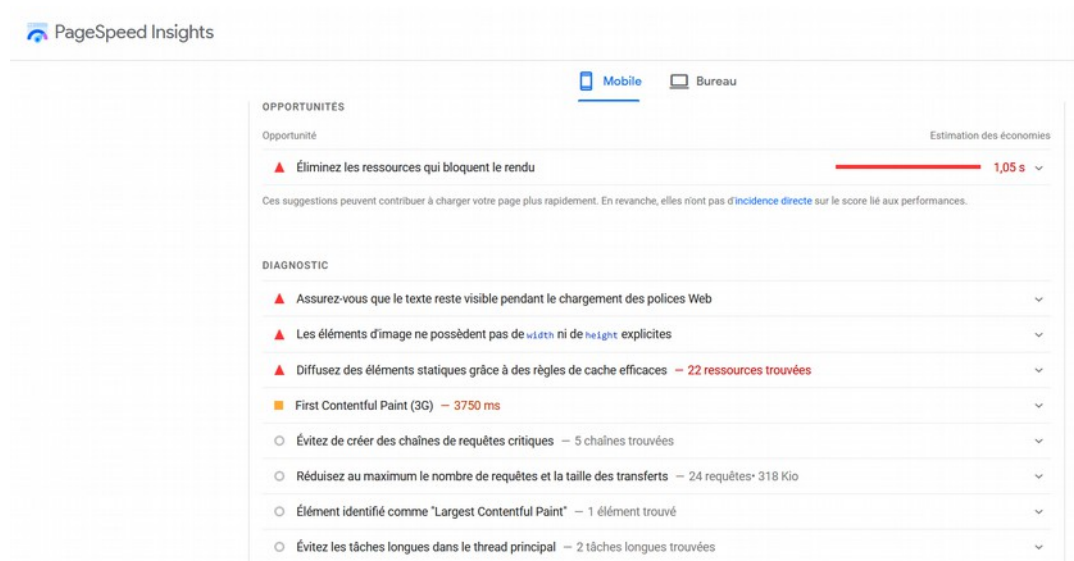 PageSpeed Insights
Mobile Bureau
OPPORTUNITÉS
Opportunité Estimation des économies
Éliminez les ressources qui bloquent le rendu 1,05 s
Ces suggestions peuvent contribuer à charger votre page plus rapidement. En revanche, elles n'ont pas d'incidence directe sur le score lié aux performances.
DIAGNOSTIC
Assurez-vous que le texte reste visible pendant le chargement des polices Web
Les éléments d'image ne possèdent pas de width ni de height explicites
Diffusez des éléments statiques grâce à des règles de cache efficaces — 22 ressources trouvées
First Contentful Paint (3G) — 3750 ms
Évitez de créer des chaînes de requêtes critiques — 5 chaînes trouvées
Réduisez au maximum le nombre de requêtes et la taille des transferts — 24 requêtes• 318 Kio
Élément identifié comme "Largest Contentful Paint" — 1 élément trouvé
Évitez les tâches longues dans le thread principal — 2 tâches longues trouvées